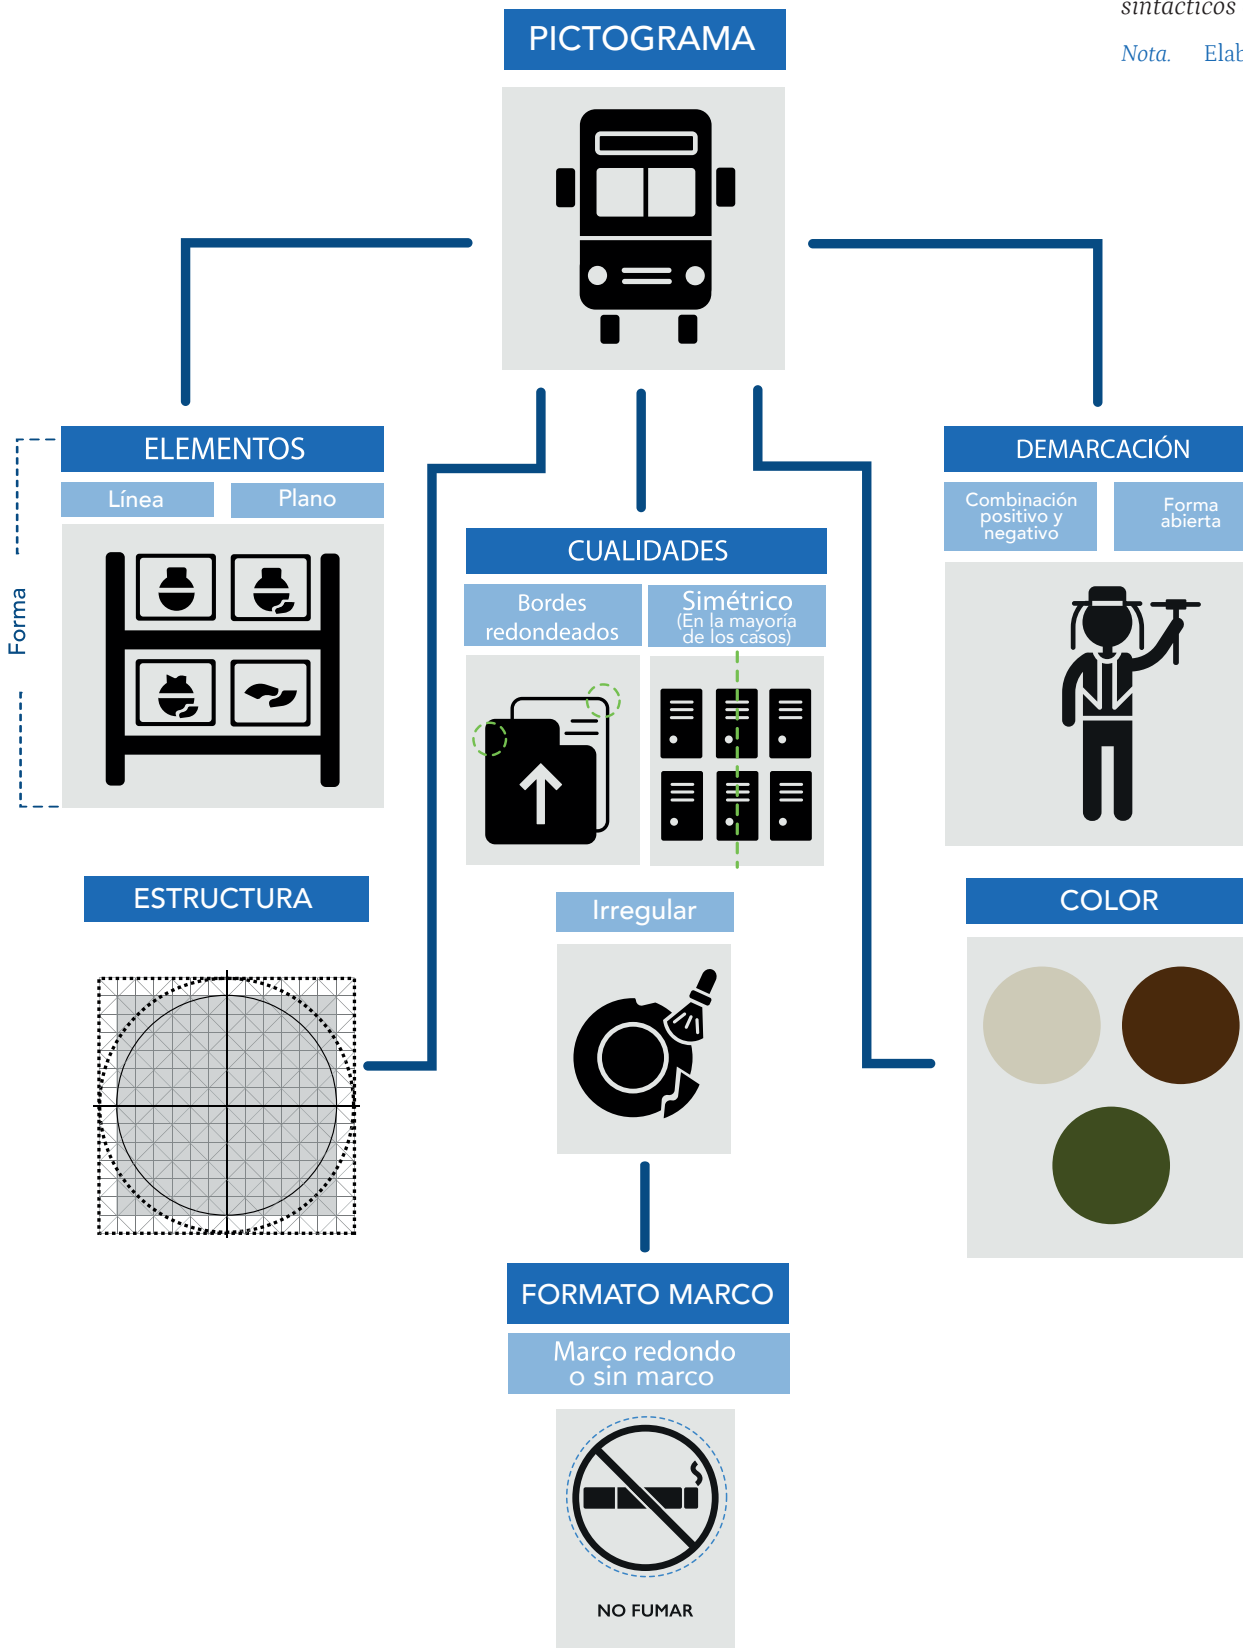 sintácticos
Nota. Elab
PICTOGRAMA
ELEMENTOS
Línea
Plano
Forma
DEMARCACIÓN
Combinación
positivo y
negativo
Forma
abierta
CUALIDADES
Bordes
redondeados
Simétrico
(En la mayoría
de los casos)
ESTRUCTURA
Irregular
COLOR
FORMATO MARCO
Marco redondo
o sin marco
NO FUMAR